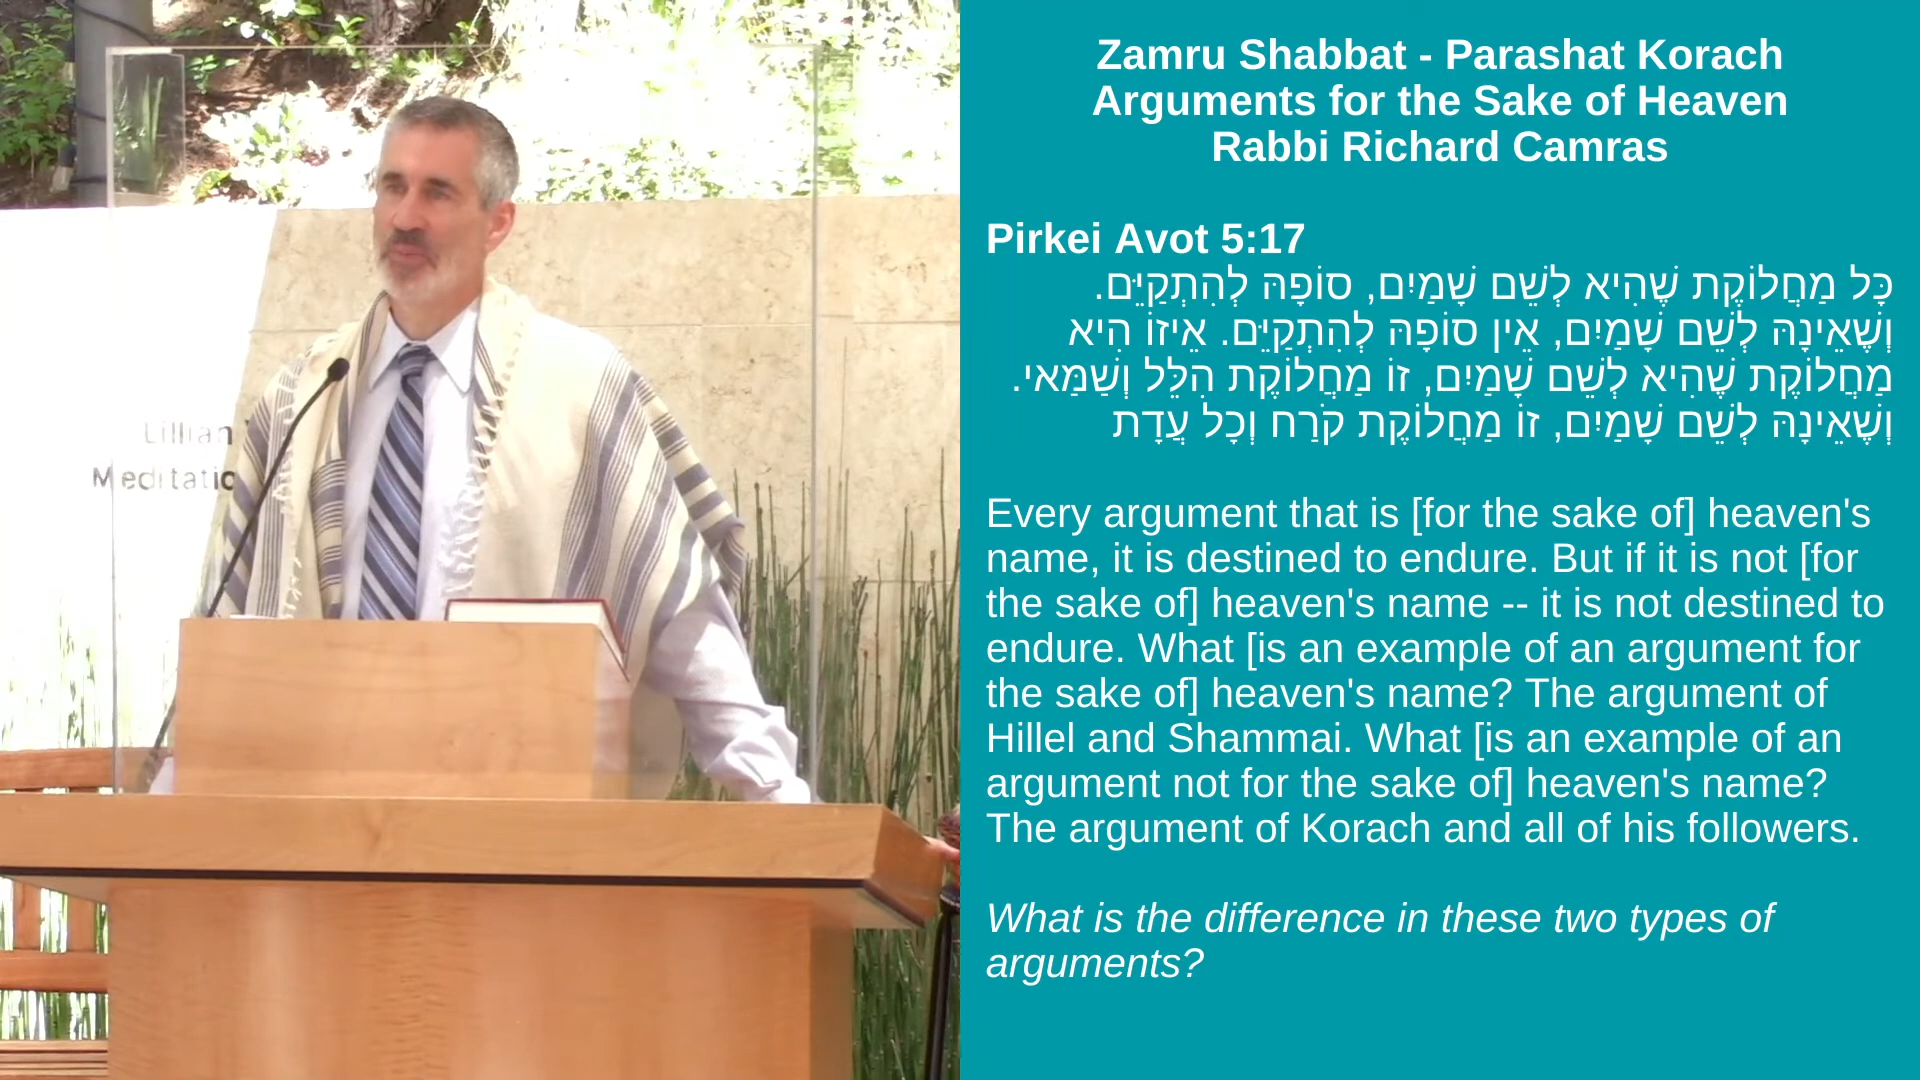 Lillian
Meditatio
Zamru Shabbat - Parashat Korach
Arguments for the Sake of Heaven
Rabbi Richard Camras
Pirkei Avot 5:17
כָּל מַחֲלוֹקֶת שֶׁהִיא לְשֵׁם שָׁמַיִם, סוֹפָהּ לְהִתְקַיֵּם.
וְשֶׁאֵינָהּ לְשֵׁם שָׁמַיִם, אֵין סוֹפָהּ לְהִתְקַיֵּם. אֵיזוֹ הִיא
מַחֲלוֹקֶת שֶׁהִיא לְשֵׁם שָׁמַיִם, זוֹ מַחֲלוֹקֶת הִלֵּל וְשַׁמַּאי.
וְשֶׁאֵינָהּ לְשֵׁם שָׁמַיִם, זוֹ מַחֲלוֹקֶת קֹרַח וְכָל עֲדָת
Every argument that is [for the sake of] heaven's
name, it is destined to endure. But if it is not [for
the sake of] heaven's name -- it is not destined to
endure. What [is an example of an argument for
the sake of] heaven's name? The argument of
Hillel and Shammai. What [is an example of an
argument not for the sake of] heaven's name?
The argument of Korach and all of his followers.
What is the difference in these two types of
arguments?